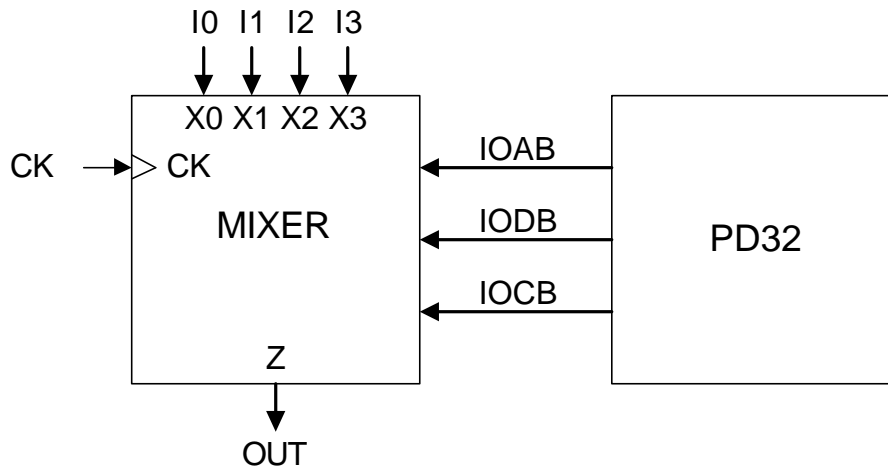 I0 I1 I2 I3
X0 X1 X2 X3
IOAB
CK CK
MIXER
IODB
PD32
IOCB
Z
OUT